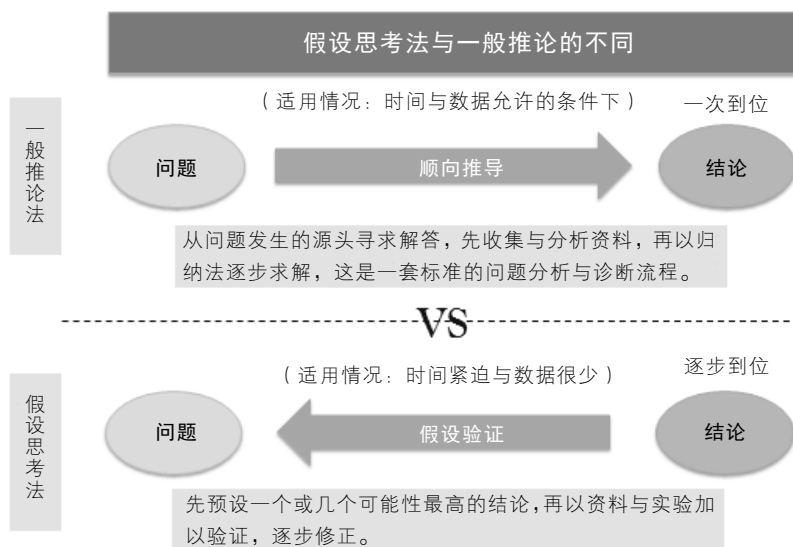 假设思考法与一般推论的不同
一般推论法
（适用情况：时间与数据允许的条件下）
一次到位
问题
顺向推导
结论
从问题发生的源头寻求解答，先收集与分析资料，再以归
纳法逐步求解，这是一套标准的问题分析与诊断流程。
VS
假设思考法
（适用情况：时间紧迫与数据很少）
逐步到位
问题
假设验证
结论
先预设一个或几个可能性最高的结论，再以资料与实验加
以验证，逐步修正。